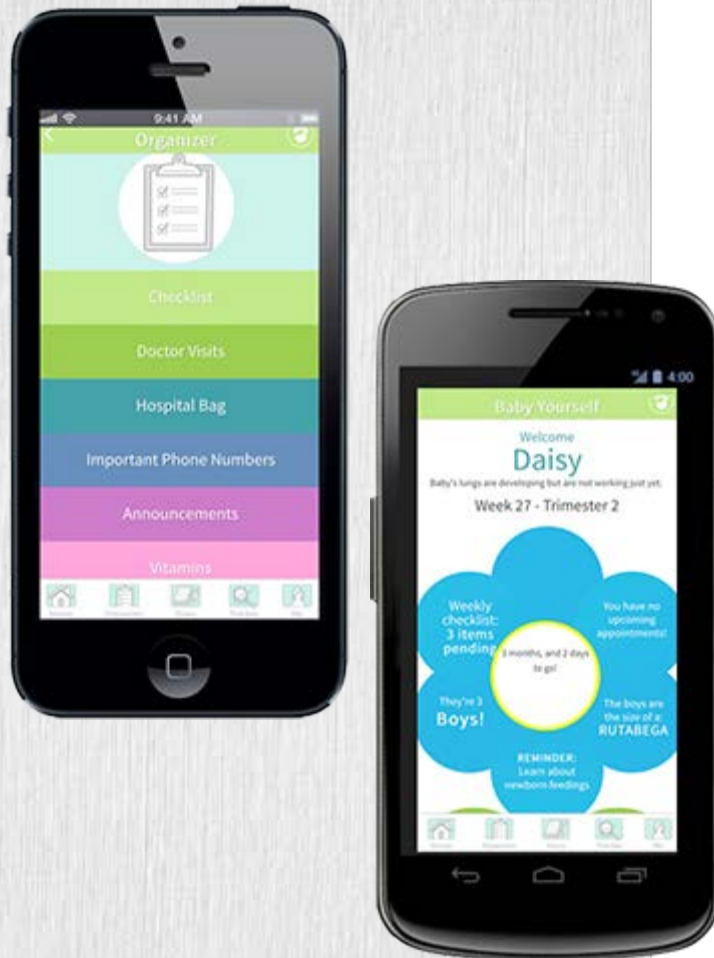 9:41 AM
Organizer
Checklist
Doctor Visits
Hospital Bag
Important Phone Numbers
Announcements
Vitamins
4:00
Baby Yourself
Welcome
Daisy
Baby's lungs are developing but are not working just yet.
Week 27 - Trimester 2
Weekly
checklist:
3 items
pending
You have no
upcoming
appointments!
3 months, and 2 days
to go!
They're 3
Boys!
The boys are
the size of a:
RUTABEGA
REMINDER:
Learn about
newborn feedings